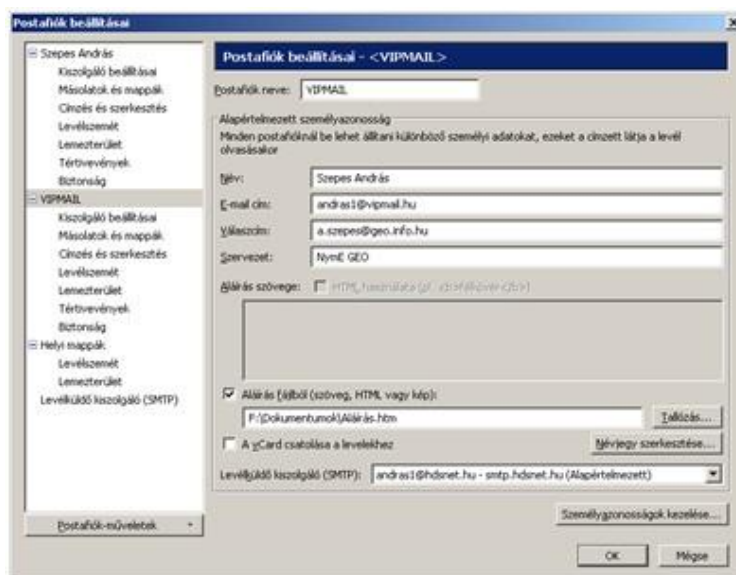 Postafiók beállításai
Szepes András
Kiszolgáló beállításai
Másolatok és mappák
Címzés és szerkesztés
Levélszemét
Lemezterület
Tértivevények
Biztonság
VIPMAIL
Kiszolgáló beállításai
Másolatok és mappák
Címzés és szerkesztés
Levélszemét
Lemezterület
Tértivevények
Biztonság
Helyi mappák
Levélszemét
Lemezterület
Levélküldő kiszolgáló (SMTP)
Postafiók-műveletek
Postafiók beállításai - <VIPMAIL>
Postafiók neve: VIPMAIL
Alapértelmezett személyazonosság
Minden postafióknál be lehet állítani különböző személyi adatokat, ezeket a címzett látja a levél
olvasásakor
Név: Szepes András
E-mail cím: andras1@vipmail.hu
Válaszcím: a.szepes@geo.info.hu
Szervezet: NymE GEO
Aláírás szövege: HTML használata (pl. <b>félkövér</b>)
Aláírás fájlból (szöveg, HTML vagy kép):
F:\Dokumentumok\Aláírás.htm Tallózás...
A vCard csatolása a levelekhez Névjegy szerkesztése...
Levélküldő kiszolgáló (SMTP): andras1@hdsnet.hu - smtp.hdsnet.hu (Alapértelmezett)
Személyazonosságok kezelése...
OK Mégse